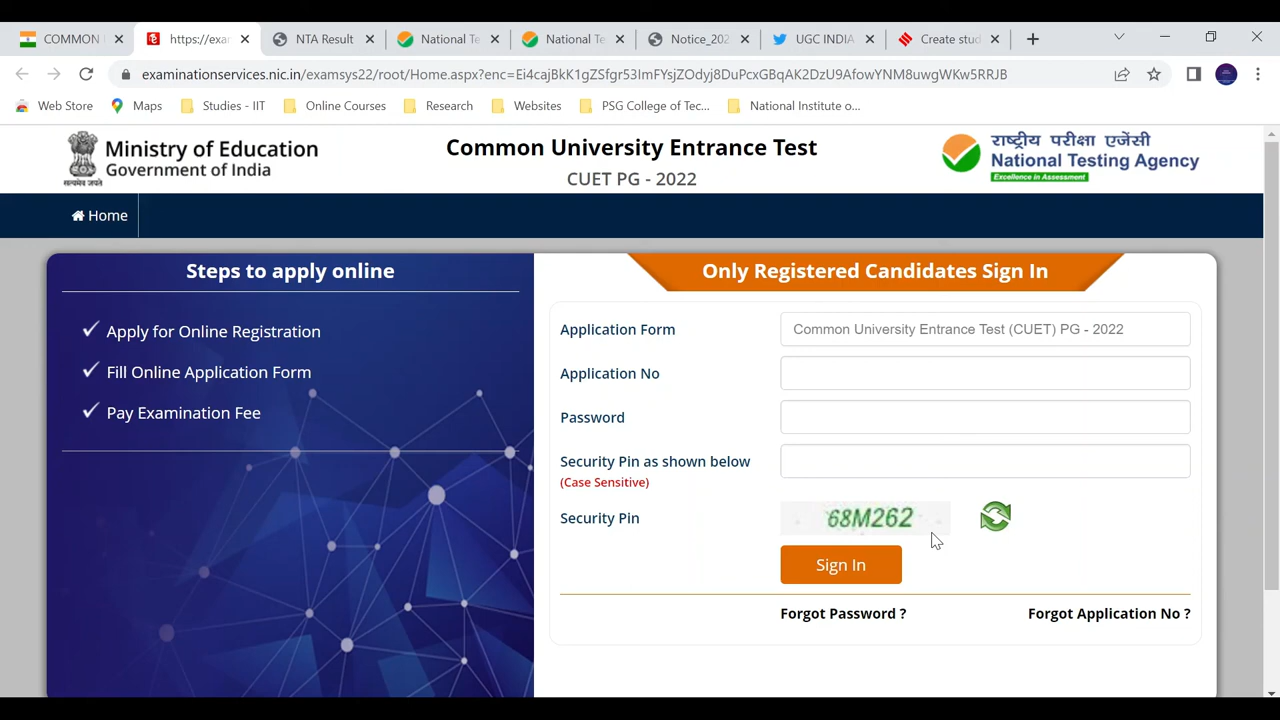 COMMON
https://exa
NTA Result
National Te
National Te
Notice_202
UGC INDIA
Create stud
examinationservices.nic.in/examsys22/root/Home.aspx?enc=
Web Store
Maps
Studies - IIT
Online Courses
Research
Websites
PSG College of Tec...
National Institute o...
Ministry of Education
Government of India
सत्यमेव जयते
Common University Entrance Test
CUET PG - 2022
राष्ट्रीय परीक्षा एजेंसी
National Testing Agency
Excellence in Assessment
Home
Steps to apply online
Apply for Online Registration
Fill Online Application Form
Pay Examination Fee
Only Registered Candidates Sign In
Application Form
Common University Entrance Test (CUET) PG - 2022
Application No
Password
Security Pin as shown below
(Case Sensitive)
Security Pin
68M262
Sign In
Forgot Password ?
Forgot Application No ?